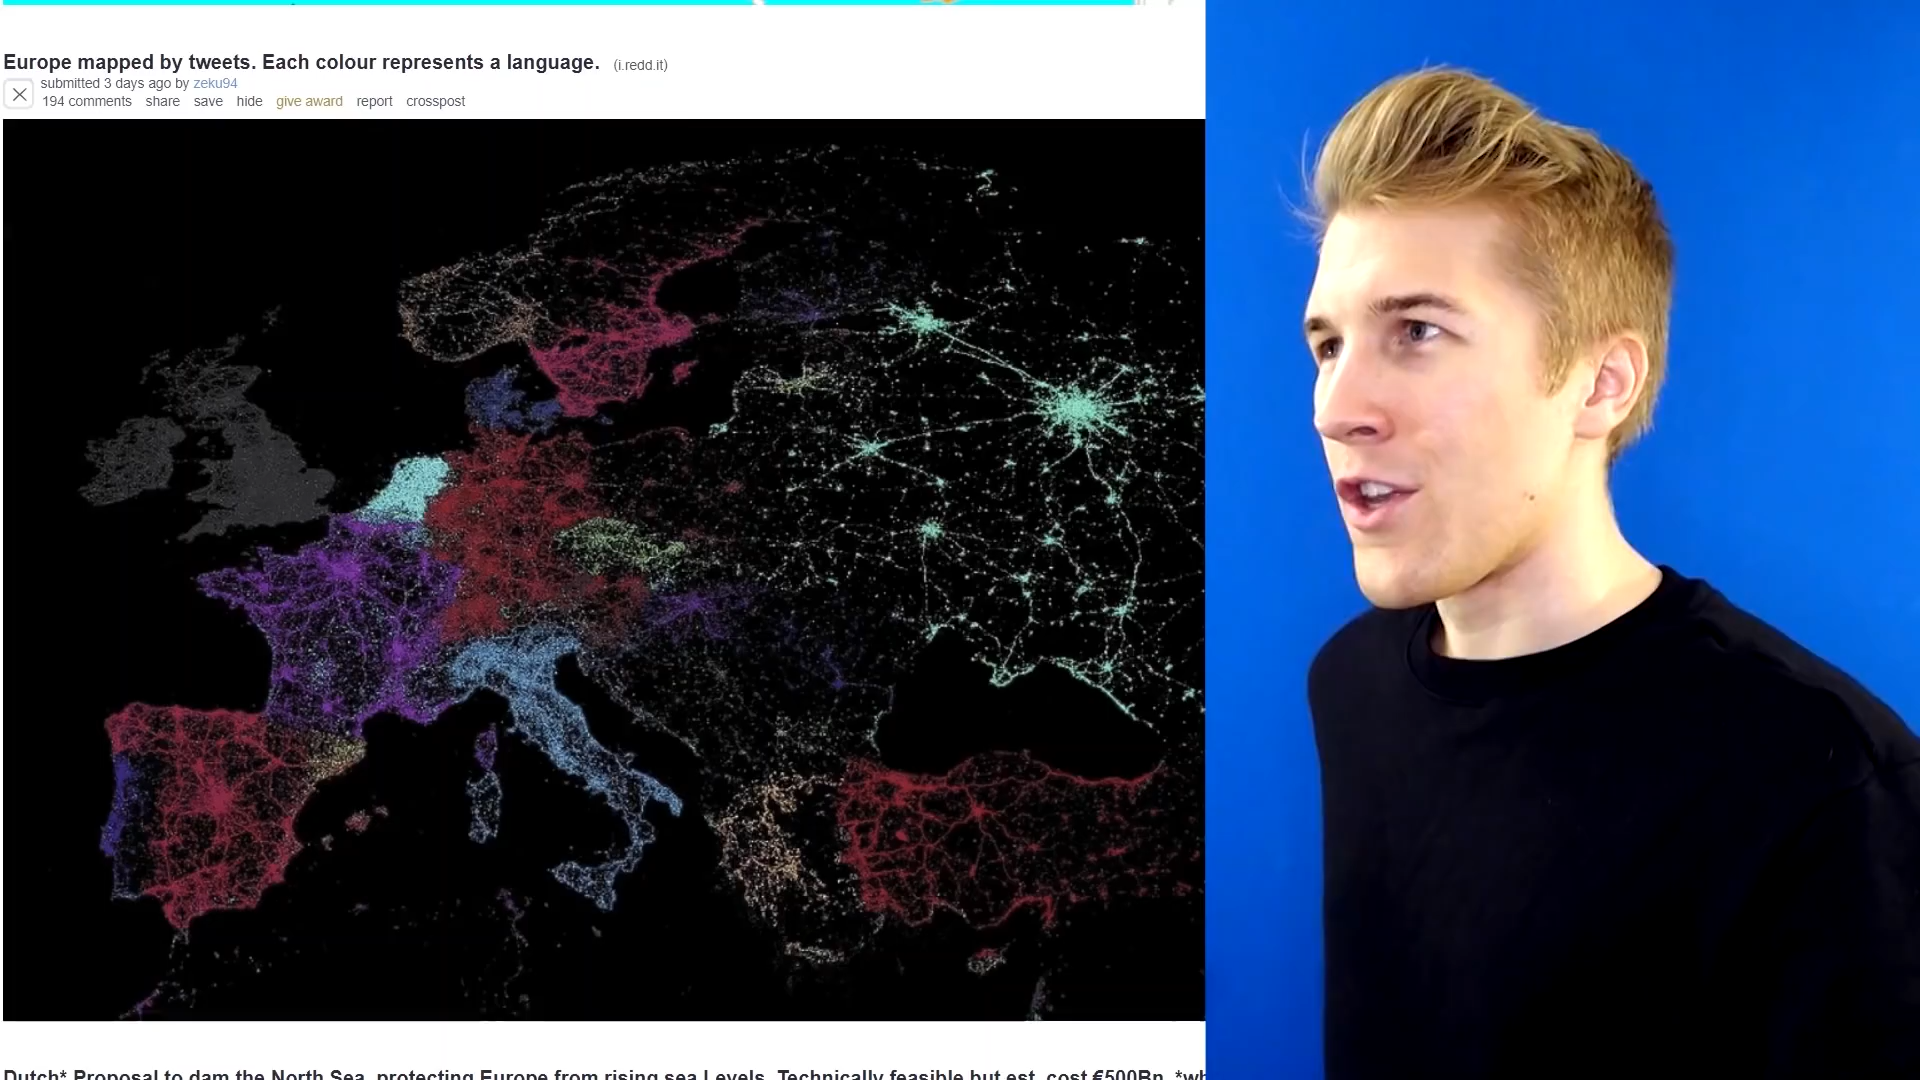 Europe mapped by tweets. Each colour represents a language. (i.redd.it)
submitted 3 days ago by zeku94
194 comments share save hide give award report crosspost
Dutch* Proposal to dam the North Sea, protecting Europe from rising sea Levels. Technically feasible but est. cost €500Bn. *wh